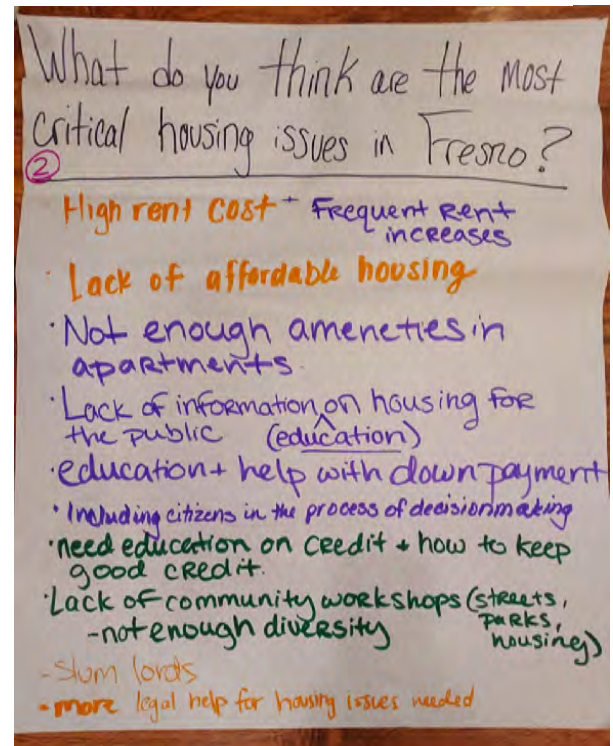 What do you think are the most
critical housing issues in Fresno?
2
High rent cost + Frequent Rent
increases
· Lack of affordable housing
· Not enough ameneties in
apartments.
· Lack of information on housing for
the public (education)
· education + help with down payment
· Including citizens in the process of decisionmaking
· need education on credit + how to keep
good credit.
· Lack of community workshops (streets,
parks,
- not enough diversity
housing)
- Slum lords
- more legal help for housing issues needed